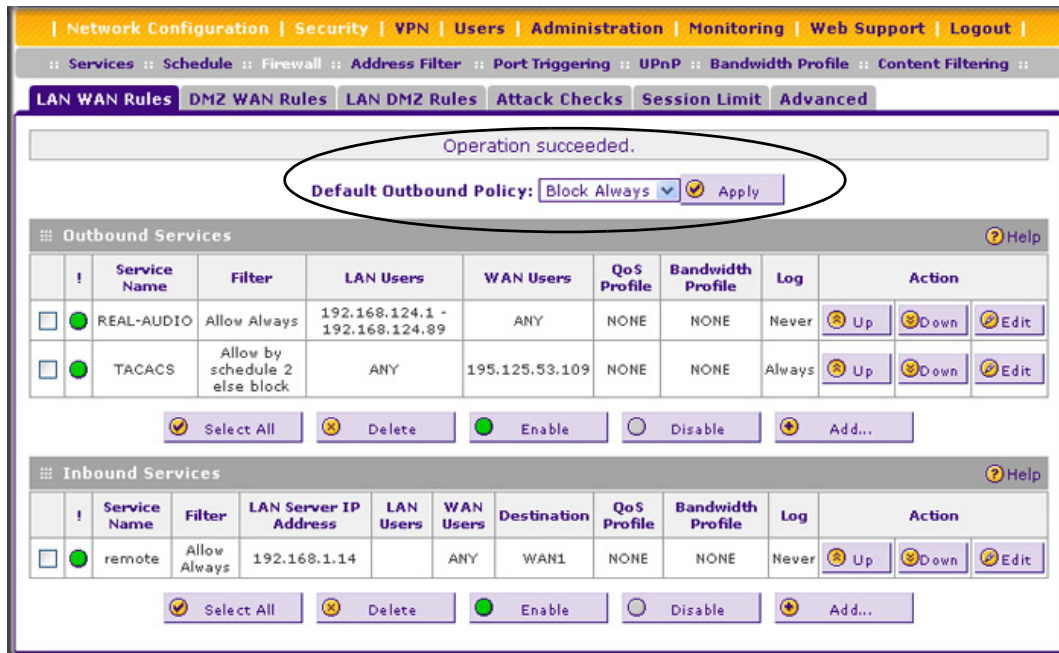 | Network Configuration | Security | VPN | Users | Administration | Monitoring | Web Support | Logout |
:: Services :: Schedule :: Firewall :: Address Filter :: Port Triggering :: UPnP :: Bandwidth Profile :: Content Filtering ::
LAN WAN Rules DMZ WAN Rules LAN DMZ Rules Attack Checks Session Limit Advanced
Operation succeeded.
Default Outbound Policy: Block Always Apply
Outbound Services ? Help
! Service Name Filter LAN Users WAN Users QoS Profile Bandwidth Profile Log Action
REAL-AUDIO Allow Always 192.168.124.1 - 192.168.124.89 ANY NONE NONE Never Up Down Edit
TACACS Allow by schedule 2 else block ANY 195.125.53.109 NONE NONE Always Up Down Edit
Select All Delete Enable Disable Add...
Inbound Services ? Help
! Service Name Filter LAN Server IP Address LAN Users WAN Users Destination QoS Profile Bandwidth Profile Log Action
remote Allow Always 192.168.1.14 ANY WAN1 NONE NONE Never Up Down Edit
Select All Delete Enable Disable Add...